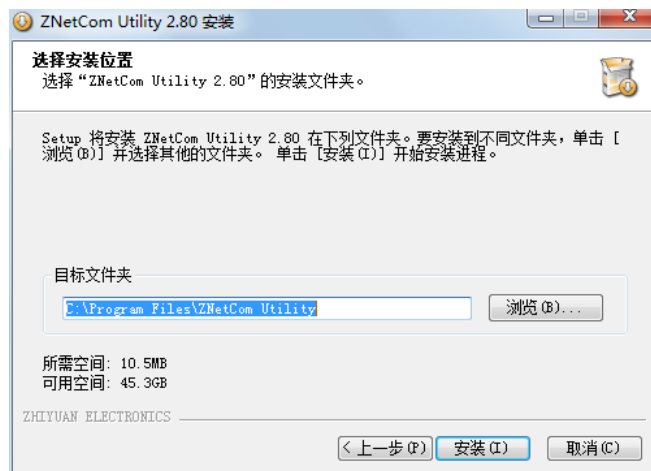 ZNetCom Utility 2.80 安装
选择安装位置
选择“ZNetCom Utility 2.80”的安装文件夹。
Setup 将安装 ZNetCom Utility 2.80 在下列文件夹。要安装到不同文件夹，单击 [
浏览(B)] 并选择其他的文件夹。 单击 [安装(I)] 开始安装进程。
目标文件夹
C:\Program Files\ZNetCom Utility
浏览(B)...
所需空间: 10.5MB
可用空间: 45.3GB
ZHIYUAN ELECTRONICS
< 上一步(P) 安装(I) 取消(C)